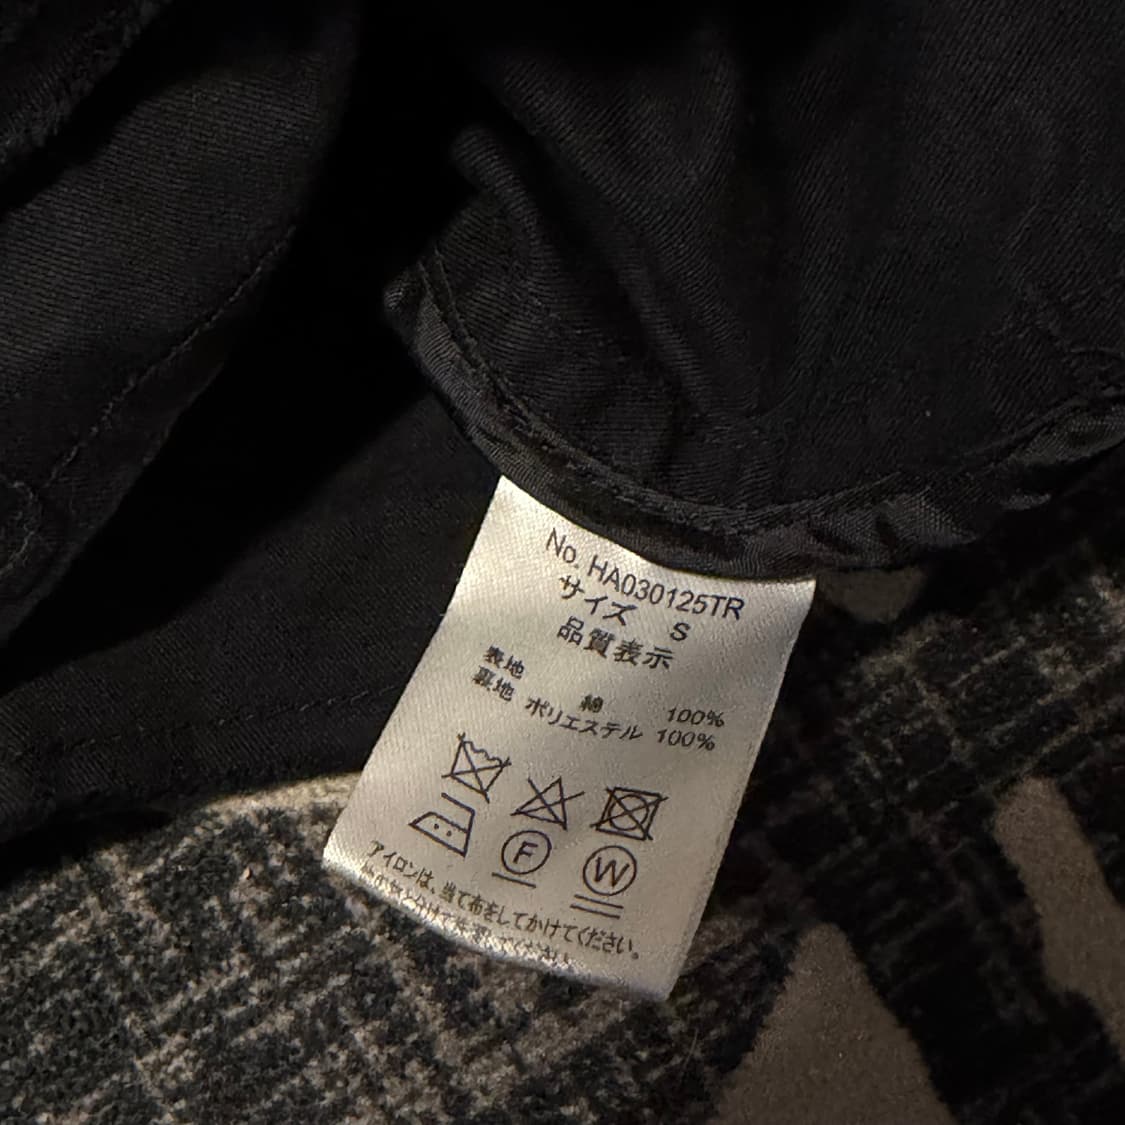 No. HA030125TR
サイズ S
品質表示
表地 綿 100%
裏地 ポリエステル 100%
F W
アイロンは、当て布をしてかけてください。